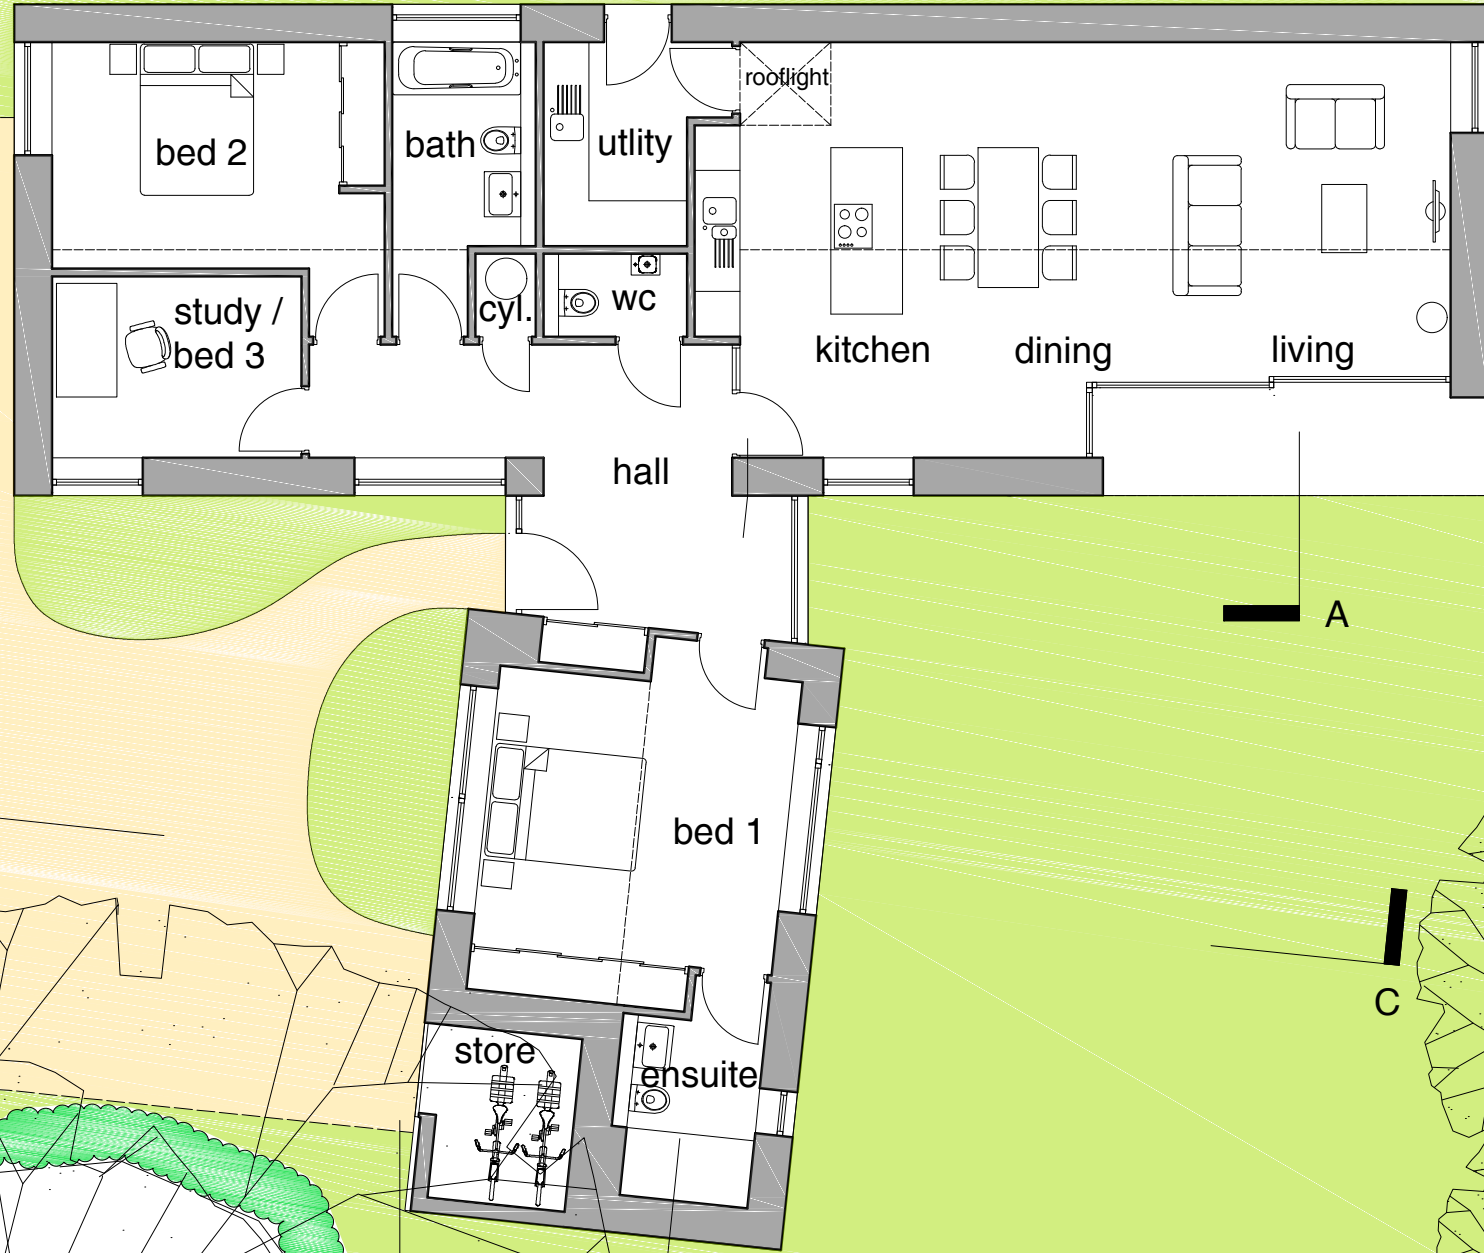 rooflight
bed 2
bath
utlity
study /
bed 3
cyl.
wc
kitchen
dining
living
hall
A
bed 1
C
store
ensuite